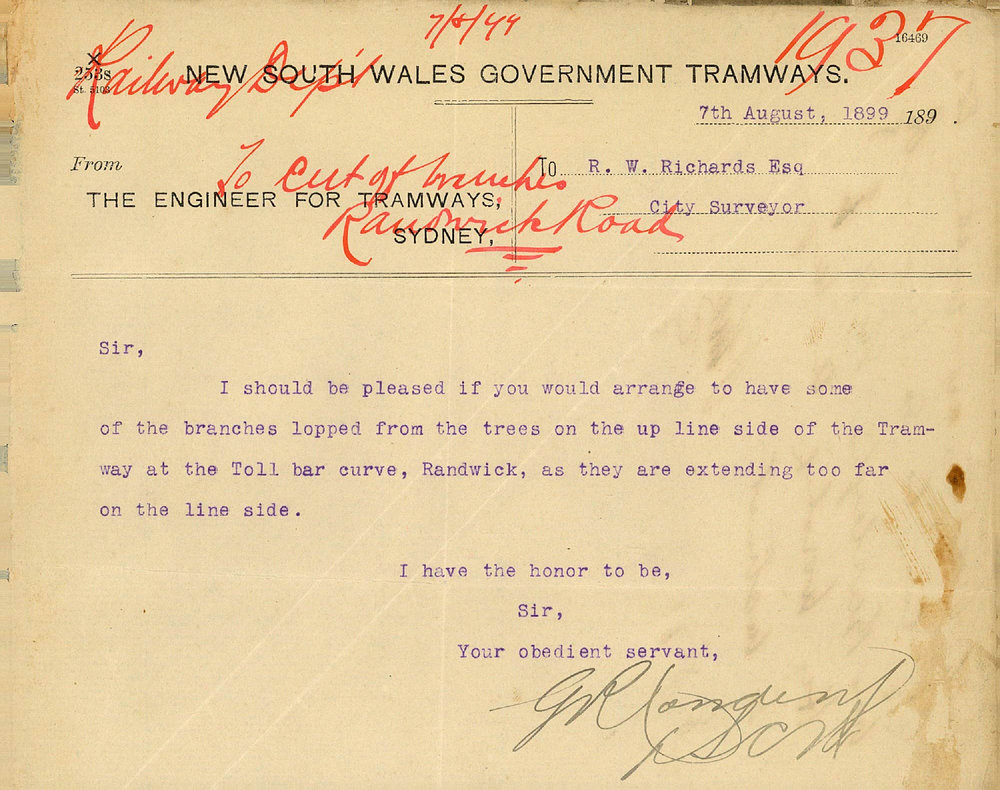 7/8/99
1937
16469
Railway Dept
253s
St. 5103
NEW SOUTH WALES GOVERNMENT TRAMWAYS.
7th August, 1899 189 .
From
To R. W. Richards Esq
To cut of branches
THE ENGINEER FOR TRAMWAYS,
City Surveyor
Randwick Road
SYDNEY,
Sir,
I should be pleased if you would arrange to have some
of the branches lopped from the trees on the up line side of the Tram-
way at the Toll bar curve, Randwick, as they are extending too far
on the line side.
I have the honor to be,
Sir,
Your obedient servant,